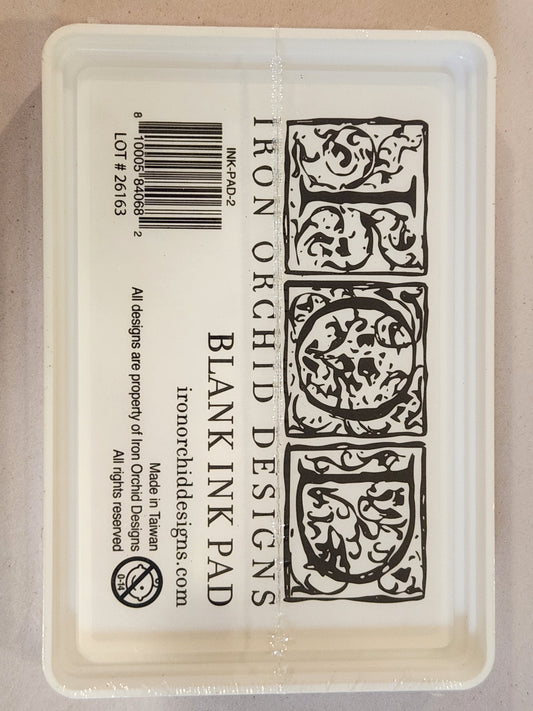 IOD
IRON ORCHID DESIGNS
INK-PAD-2
8 10005 84068 2
LOT # 26163
BLANK INK PAD
ironorchiddesigns.com
Made in Taiwan
All designs are property of Iron Orchid Designs
All rights reserved
0-14